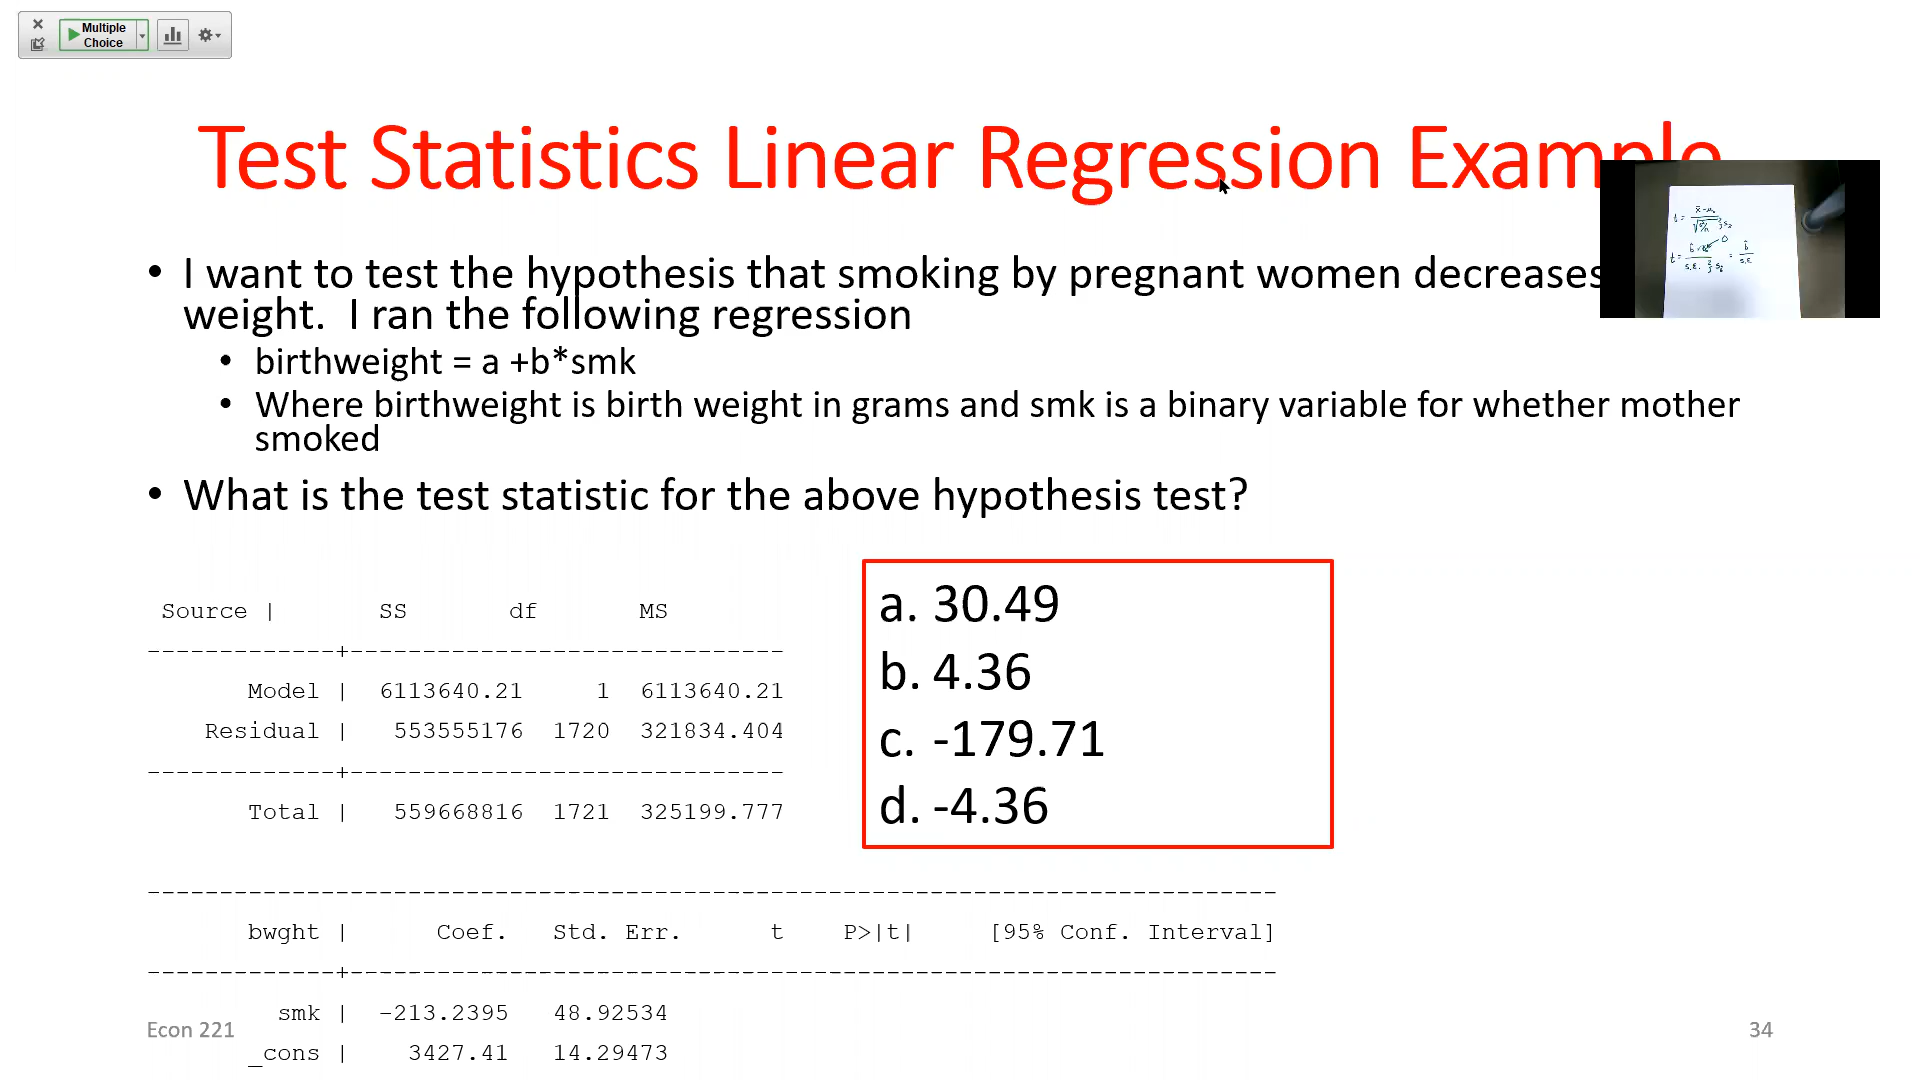 Multiple
Choice
Test Statistics Linear Regression Example
• I want to test the hypothesis that smoking by pregnant women decreases
weight. I ran the following regression
• birthweight = a +b*smk
• Where birthweight is birth weight in grams and smk is a binary variable for whether mother
smoked
• What is the test statistic for the above hypothesis test?
a. 30.49
b. 4.36
c. -179.71
d. -4.36
Source | SS df MS
-------------+------------------------------
Model | 6113640.21 1 6113640.21
Residual | 553555176 1720 321834.404
-------------+------------------------------
Total | 559668816 1721 325199.777
------------------------------------------------------------------------------
bwght | Coef. Std. Err. t P>|t| [95% Conf. Interval]
-------------+----------------------------------------------------------------
smk | -213.2395 48.92534
_cons | 3427.41 14.29473
Econ 221
34